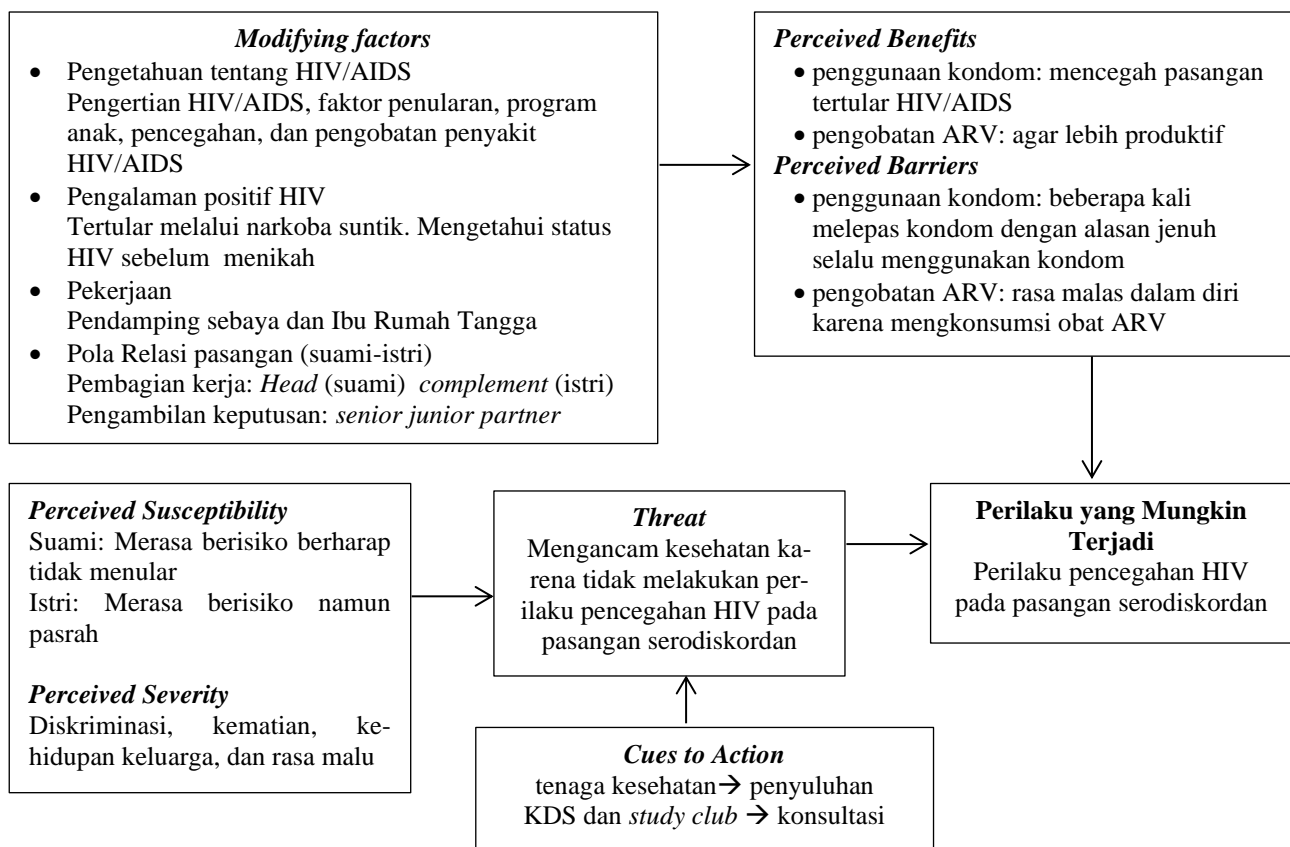 Modifying factors
• Pengetahuan tentang HIV/AIDS
Pengertian HIV/AIDS, faktor penularan, program
anak, pencegahan, dan pengobatan penyakit
HIV/AIDS
• Pengalaman positif HIV
Tertular melalui narkoba suntik. Mengetahui status
HIV sebelum menikah
• Pekerjaan
Pendamping sebaya dan Ibu Rumah Tangga
• Pola Relasi pasangan (suami-istri)
Pembagian kerja: Head (suami) complement (istri)
Pengambilan keputusan: senior junior partner
Perceived Benefits
• penggunaan kondom: mencegah pasangan
tertular HIV/AIDS
• pengobatan ARV: agar lebih produktif
Perceived Barriers
• penggunaan kondom: beberapa kali
melepas kondom dengan alasan jenuh
selalu menggunakan kondom
• pengobatan ARV: rasa malas dalam diri
karena mengkonsumsi obat ARV
Perceived Susceptibility
Suami: Merasa berisiko berharap
tidak menular
Istri: Merasa berisiko namun
pasrah
Perceived Severity
Diskriminasi, kematian, ke-
hidupan keluarga, dan rasa malu
Threat
Mengancam kesehatan ka-
rena tidak melakukan per-
ilaku pencegahan HIV pada
pasangan serodiskordan
Perilaku yang Mungkin
Terjadi
Perilaku pencegahan HIV
pada pasangan serodiskordan
Cues to Action
tenaga kesehatan→ penyuluhan
KDS dan study club → konsultasi